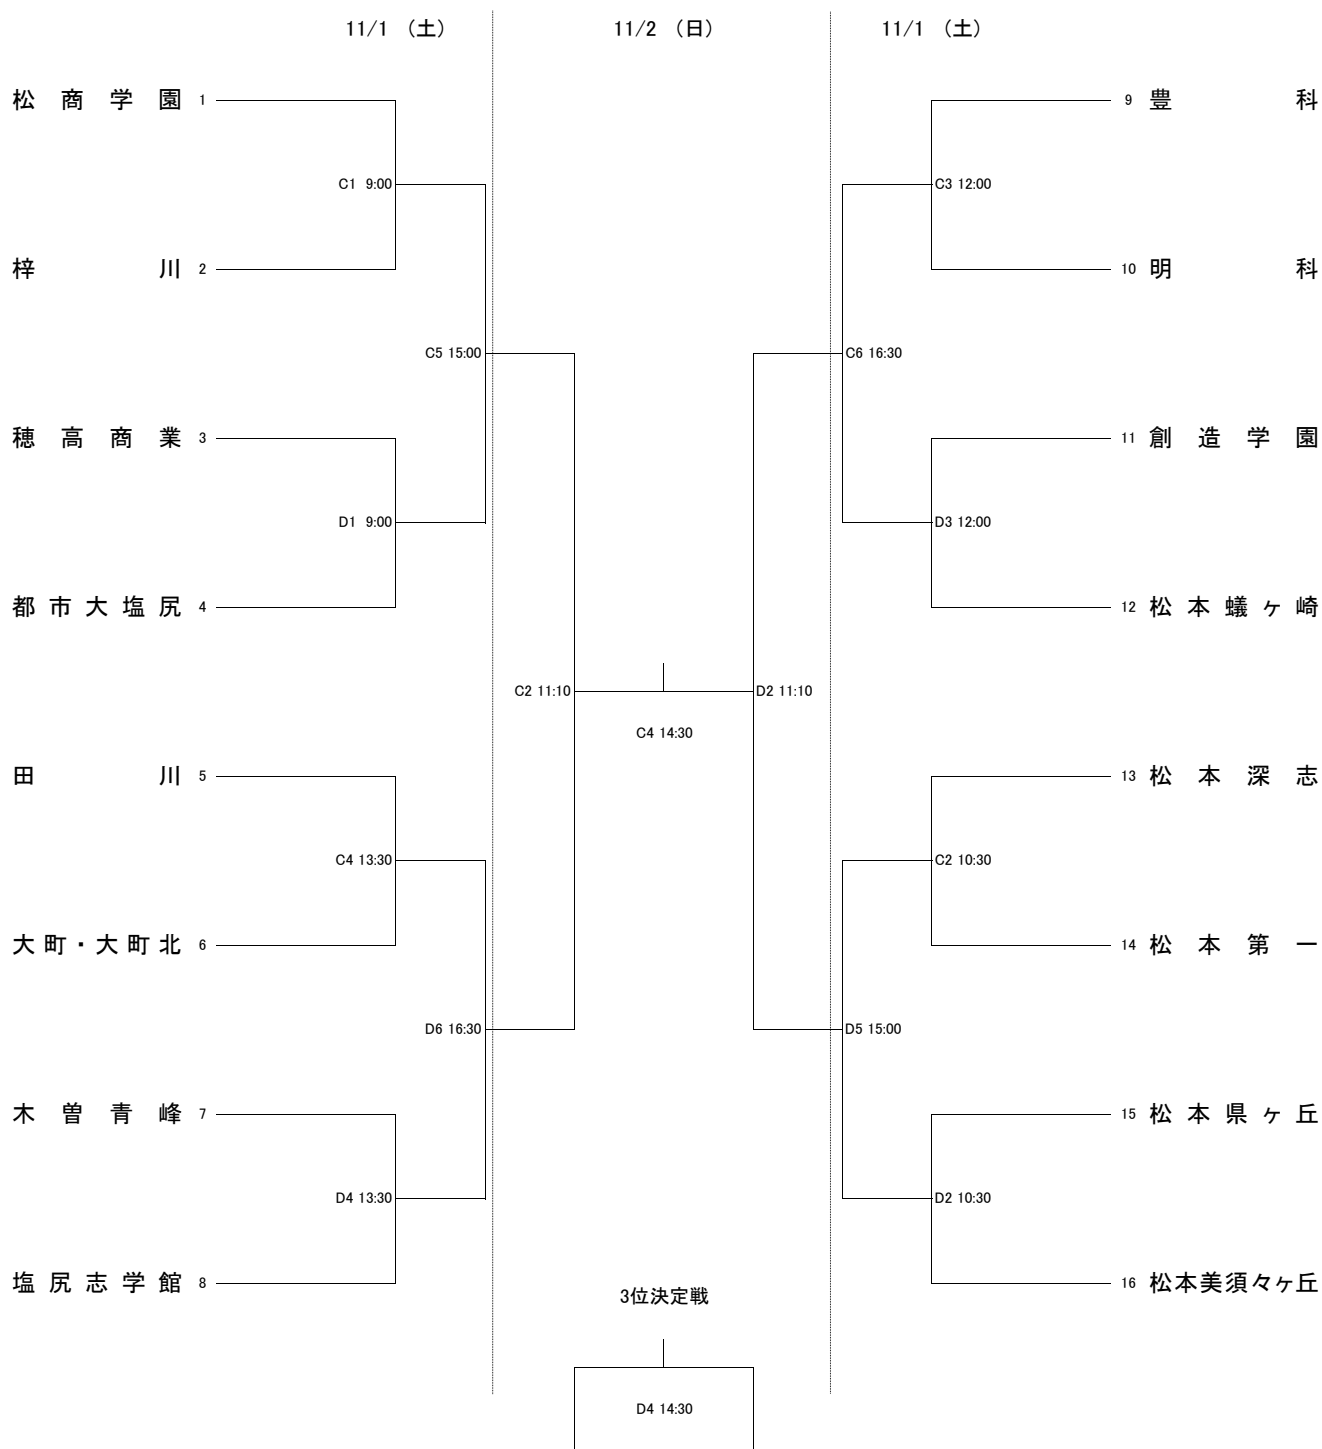 11/1 （土） 11/2 （日） 11/1 （土）
松商学園 1 9 豊科
C1 9:00 C3 12:00
梓川 2 10 明科
C5 15:00 C6 16:30
穂高商業 3 11 創造学園
D1 9:00 D3 12:00
都市大塩尻 4 12 松本蟻ヶ崎
C2 11:10 D2 11:10
C4 14:30
田川 5 13 松本深志
C4 13:30 C2 10:30
大町・大町北 6 14 松本第一
D6 16:30 D5 15:00
木曽青峰 7 15 松本県ヶ丘
D4 13:30 D2 10:30
塩尻志学館 8 16 松本美須々ヶ丘
3位決定戦
D4 14:30